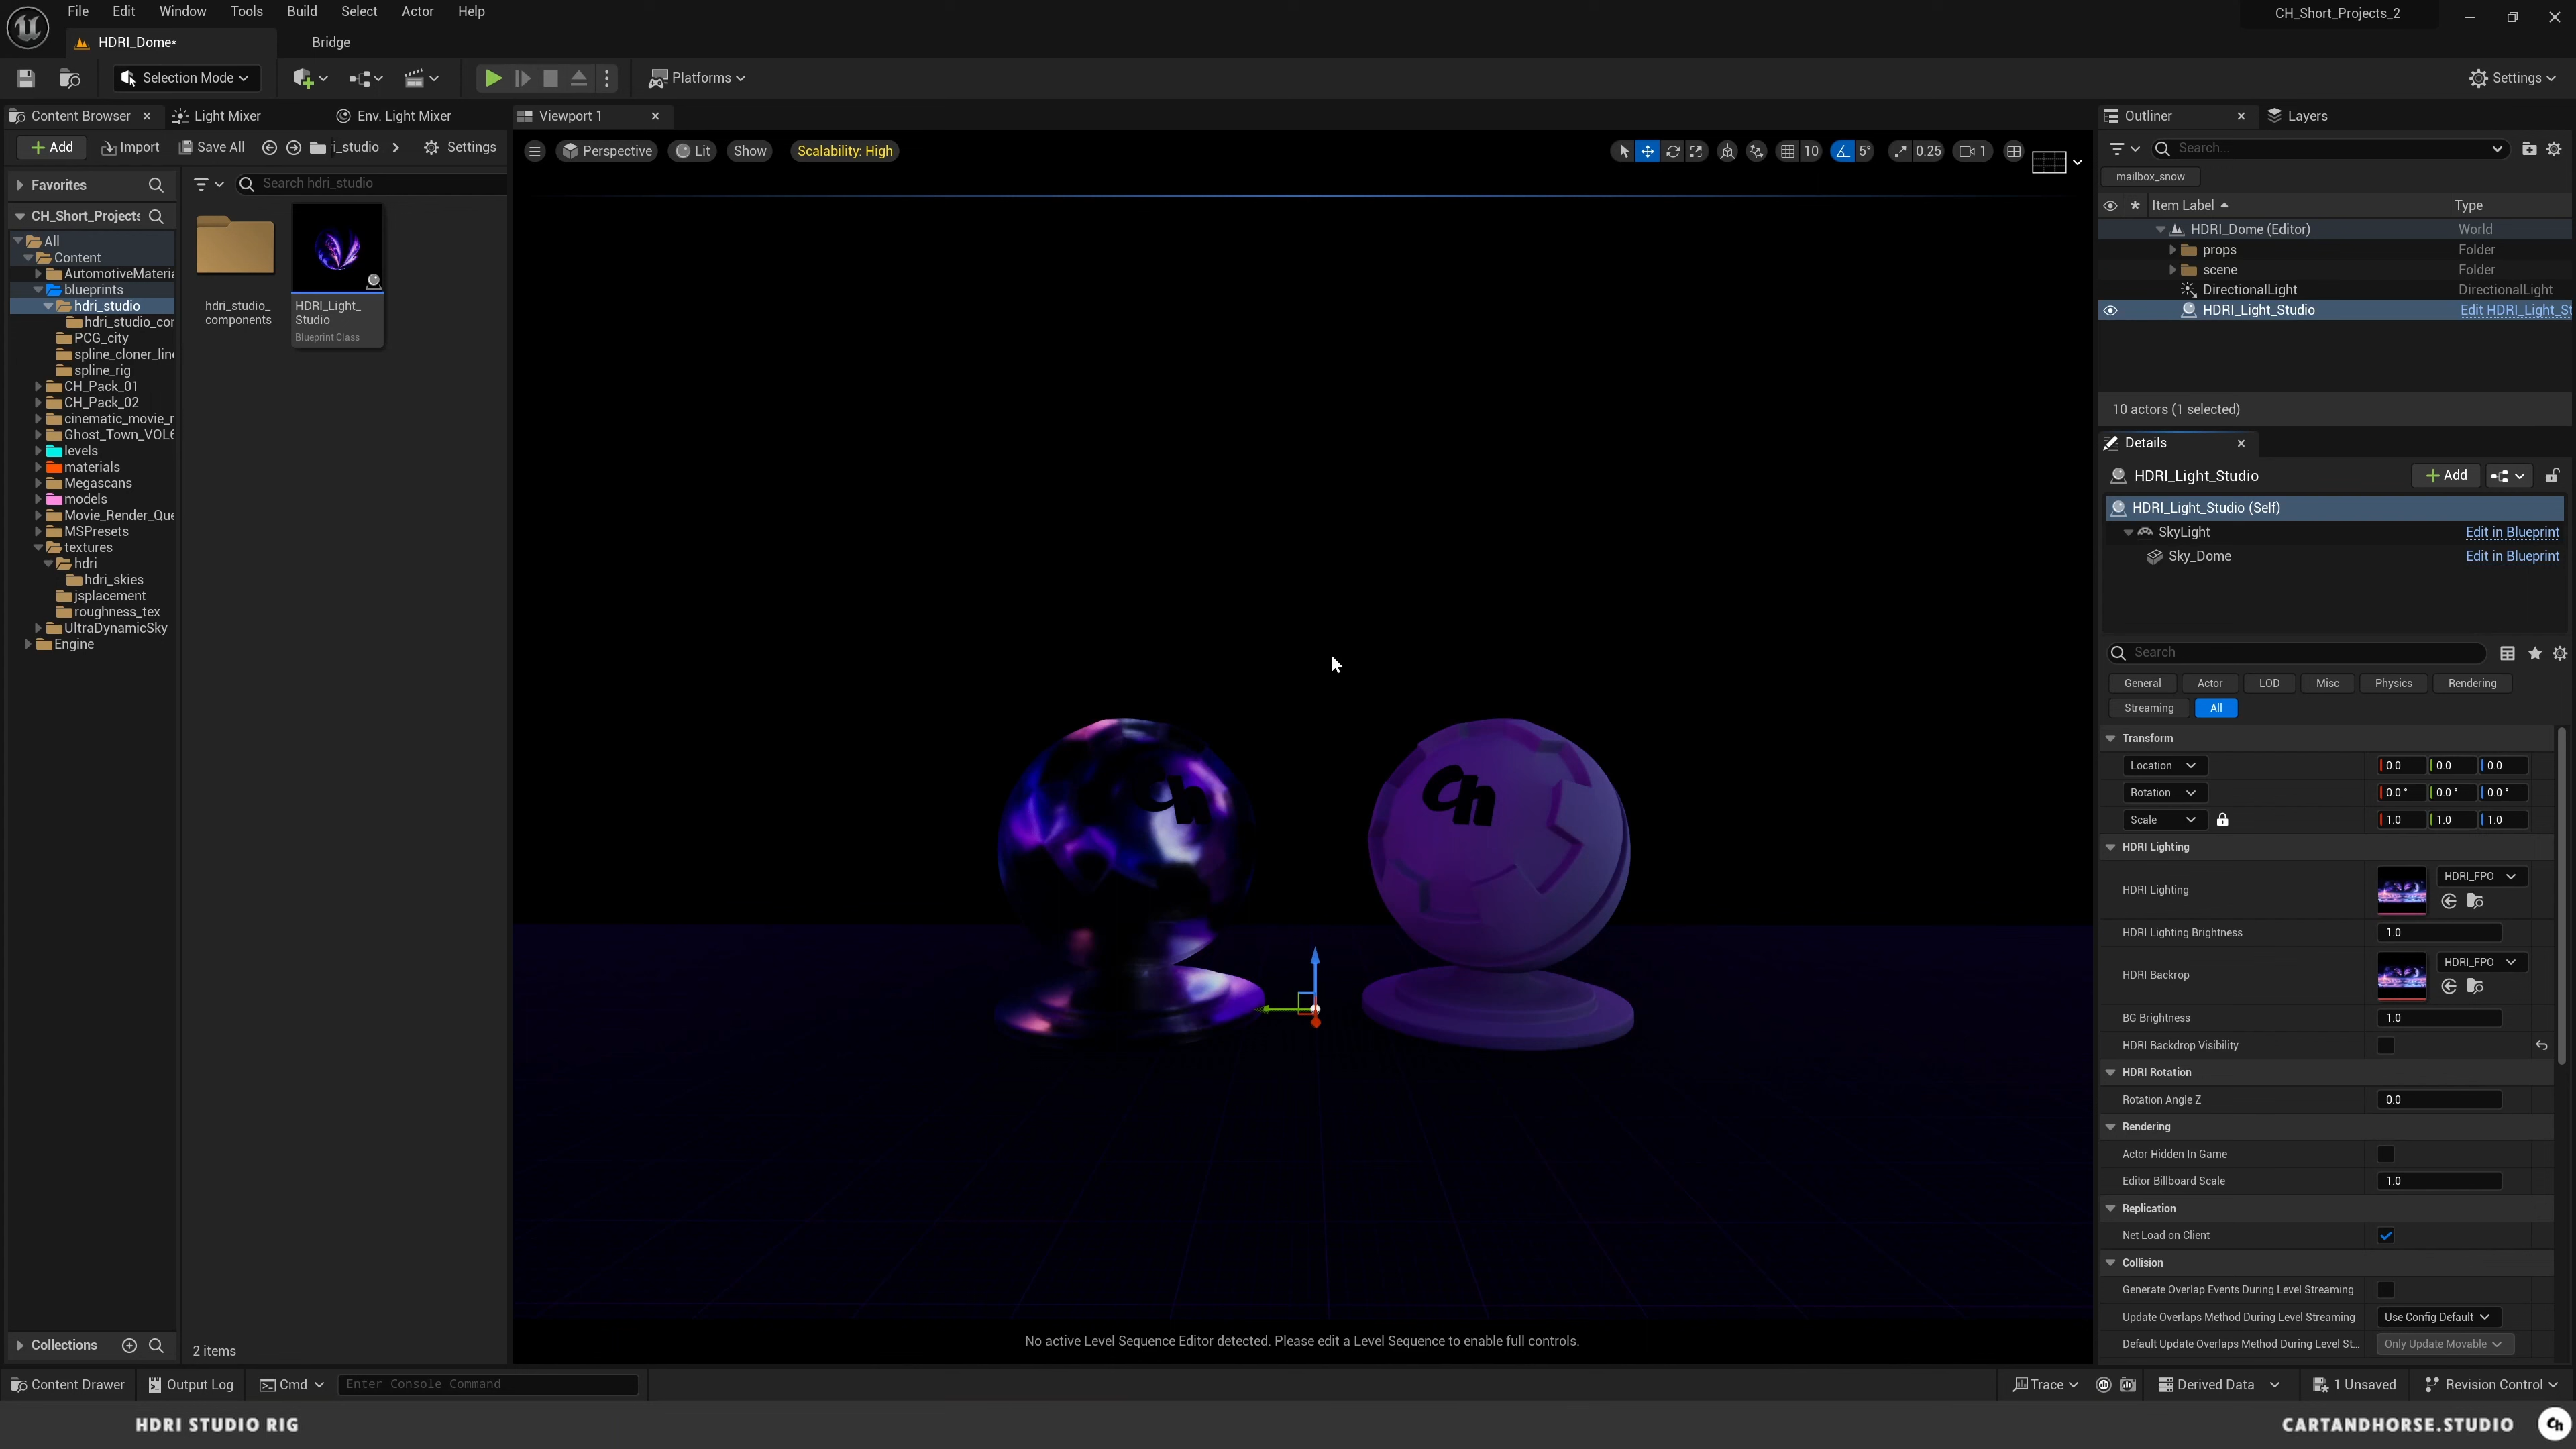 File Edit Window Tools Build Select Actor Help
CH_Short_Projects_2
HDRI_Dome*
Bridge
Selection Mode
Platforms
Settings
Content Browser
Light Mixer
Env. Light Mixer
Viewport 1
Outliner
Layers
Add
Import
Save All
i_studio
Settings
Favorites
Search hdri_studio
CH_Short_Projects
All
Content
AutomotiveMateria
blueprints
hdri_studio
hdri_studio_cor
PCG_city
spline_cloner_line
spline_rig
CH_Pack_01
CH_Pack_02
cinematic_movie_r
Ghost_Town_VOL6
levels
materials
Megascans
models
Movie_Render_Que
MSPresets
textures
hdri
hdri_skies
jsplacement
roughness_tex
UltraDynamicSky
Engine
Collections
hdri_studio_
components
HDRI_Light_
Studio
Blueprint Class
2 items
Perspective
Lit
Show
Scalability: High
10
5°
0.25
1
Ch
Ch
No active Level Sequence Editor detected. Please edit a Level Sequence to enable full controls.
Search...
mailbox_snow
Item Label
Type
HDRI_Dome (Editor) World
props Folder
scene Folder
DirectionalLight DirectionalLight
HDRI_Light_Studio Edit HDRI_Light_St
10 actors (1 selected)
Details
HDRI_Light_Studio
Add
HDRI_Light_Studio (Self)
SkyLight Edit in Blueprint
Sky_Dome Edit in Blueprint
Search
General Actor LOD Misc Physics Rendering
Streaming All
Transform
Location 0.0 0.0 0.0
Rotation 0.0° 0.0° 0.0°
Scale 1.0 1.0 1.0
HDRI Lighting
HDRI Lighting HDRI_FPO
HDRI Lighting Brightness 1.0
HDRI Backrop HDRI_FPO
BG Brightness 1.0
HDRI Backdrop Visibility
HDRI Rotation
Rotation Angle Z 0.0
Rendering
Actor Hidden In Game
Editor Billboard Scale 1.0
Replication
Net Load on Client
Collision
Generate Overlap Events During Level Streaming
Update Overlaps Method During Level Streaming Use Config Default
Default Update Overlaps Method During Level St... Only Update Movable
Content Drawer
Output Log
Cmd
Enter Console Command
Trace
Derived Data
1 Unsaved
Revision Control
HDRI STUDIO RIG
CARTANDHORSE.STUDIO
Ch